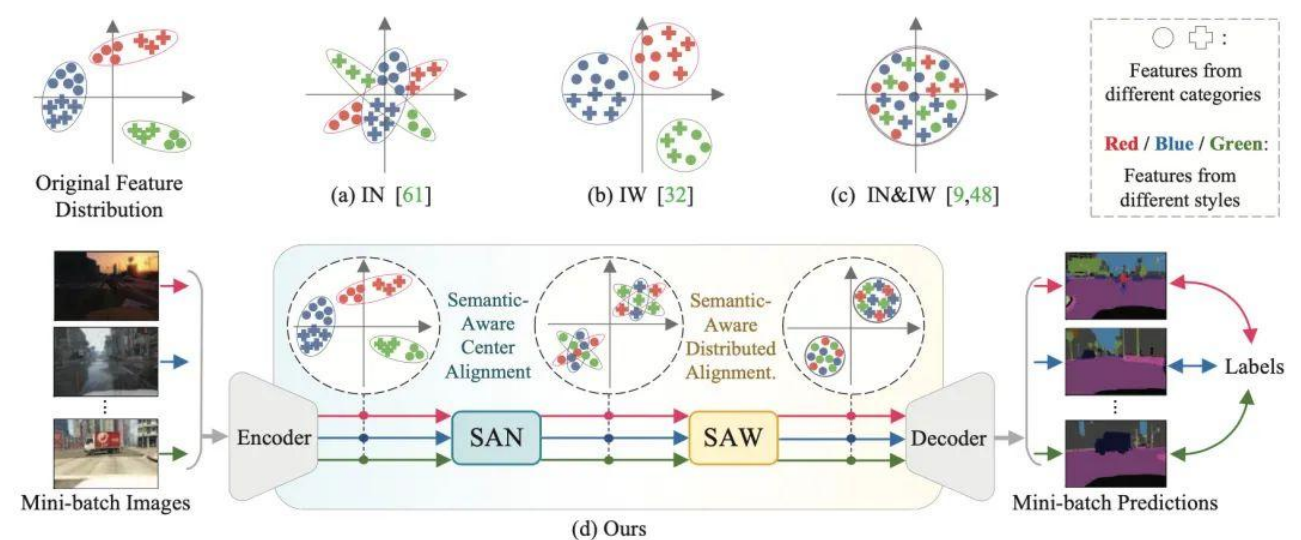 Original Feature
Distribution
(a) IN [61]
(b) IW [32]
(c) IN&IW [9,48]
:
Features from
different categories
Red / Blue / Green:
Features from
different styles
Mini-batch Images
Encoder
Semantic-
Aware
Center
Alignment
SAN
Semantic-
Aware
Distributed
Alignment.
SAW
Decoder
Labels
Mini-batch Predictions
(d) Ours